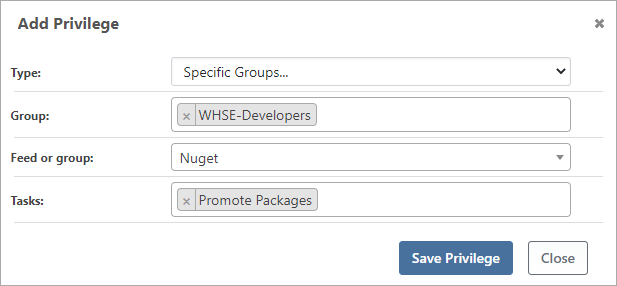 Add Privilege ×
Type: Specific Groups...
Group: × WHSE-Developers
Feed or group: Nuget
Tasks: × Promote Packages
Save Privilege Close